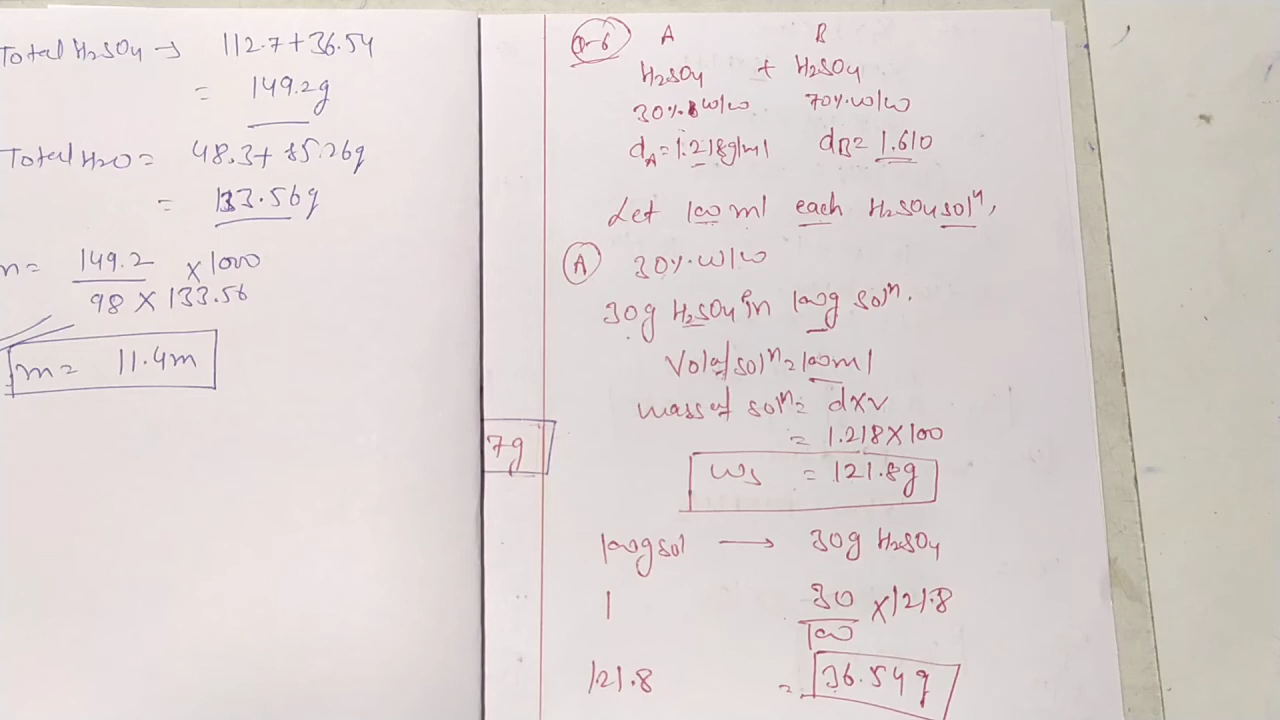 Total H2SO4 → 112.7+36.54
= 149.2g
Total H2O = 48.3+ 85.26g
= 133.56g
m= 149.2 / 98 × 133.56 ×1000
m= 11.4m
7g
Q-6 A B
H2SO4 + H2SO4
30%.W/W 70%.W/W
dA=1.218g/ml dB= 1.610
Let 100ml each H2SO4 solⁿ,
A 30%.W/W
30g H2SO4 in 100g solⁿ.
Vol of solⁿ=100ml
mass of solⁿ= d×v
= 1.218×100
Ws = 121.8g
100g sol → 30g H2SO4
1 30/100 ×121.8
121.8 = 36.54g